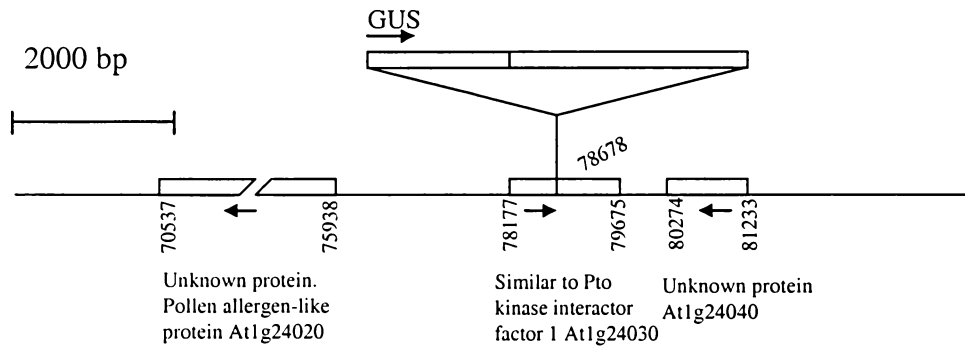 GUS
2000 bp
78678
70537
75938
78177
79675
80274
81233
Unknown protein.
Pollen allergen-like
protein At1g24020
Similar to Pto
kinase interactor
factor 1 At1g24030
Unknown protein
At1g24040